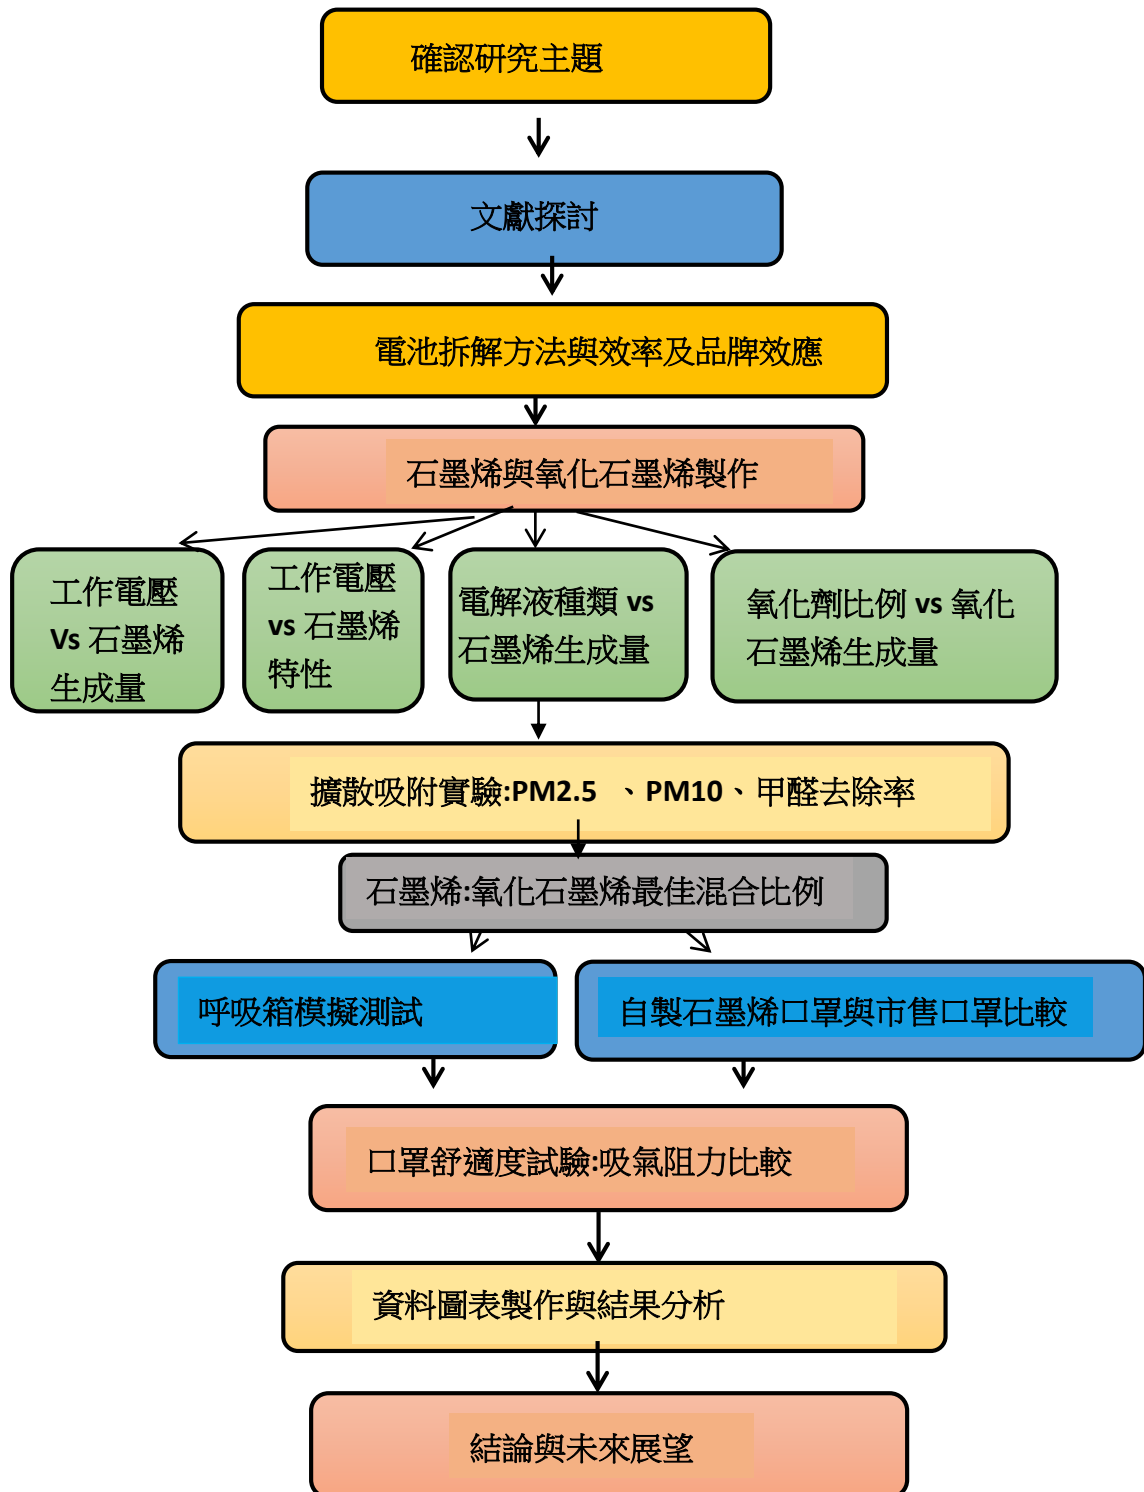 確認研究主題
文獻探討
電池拆解方法與效率及品牌效應
石墨烯與氧化石墨烯製作
工作電壓
Vs 石墨烯
生成量
工作電壓
vs 石墨烯
特性
電解液種類 vs
石墨烯生成量
氧化劑比例 vs 氧化
石墨烯生成量
擴散吸附實驗:PM2.5 、PM10、甲醛去除率
石墨烯:氧化石墨烯最佳混合比例
呼吸箱模擬測試
自製石墨烯口罩與市售口罩比較
口罩舒適度試驗:吸氣阻力比較
資料圖表製作與結果分析
結論與未來展望